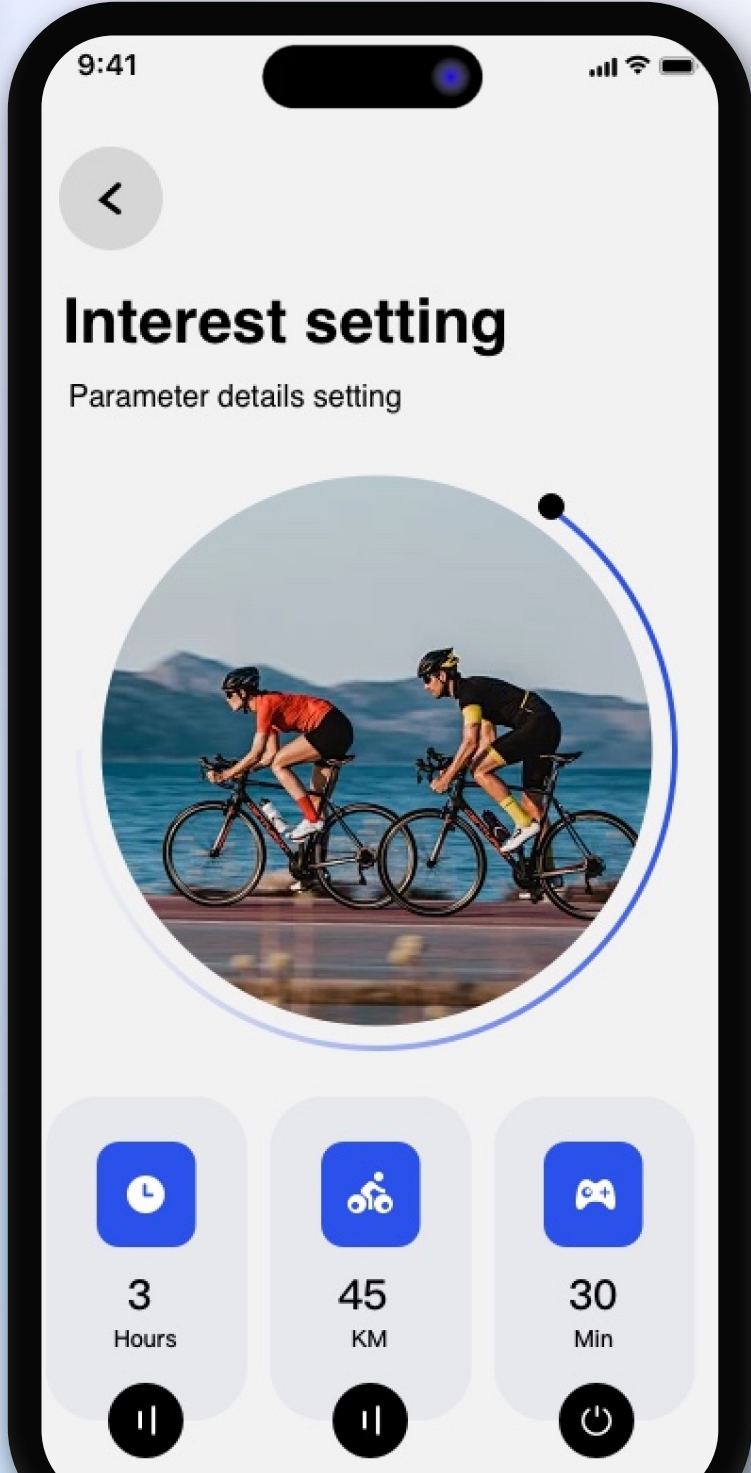 9:41
Interest setting
Parameter details setting
3
Hours
45
KM
30
Min